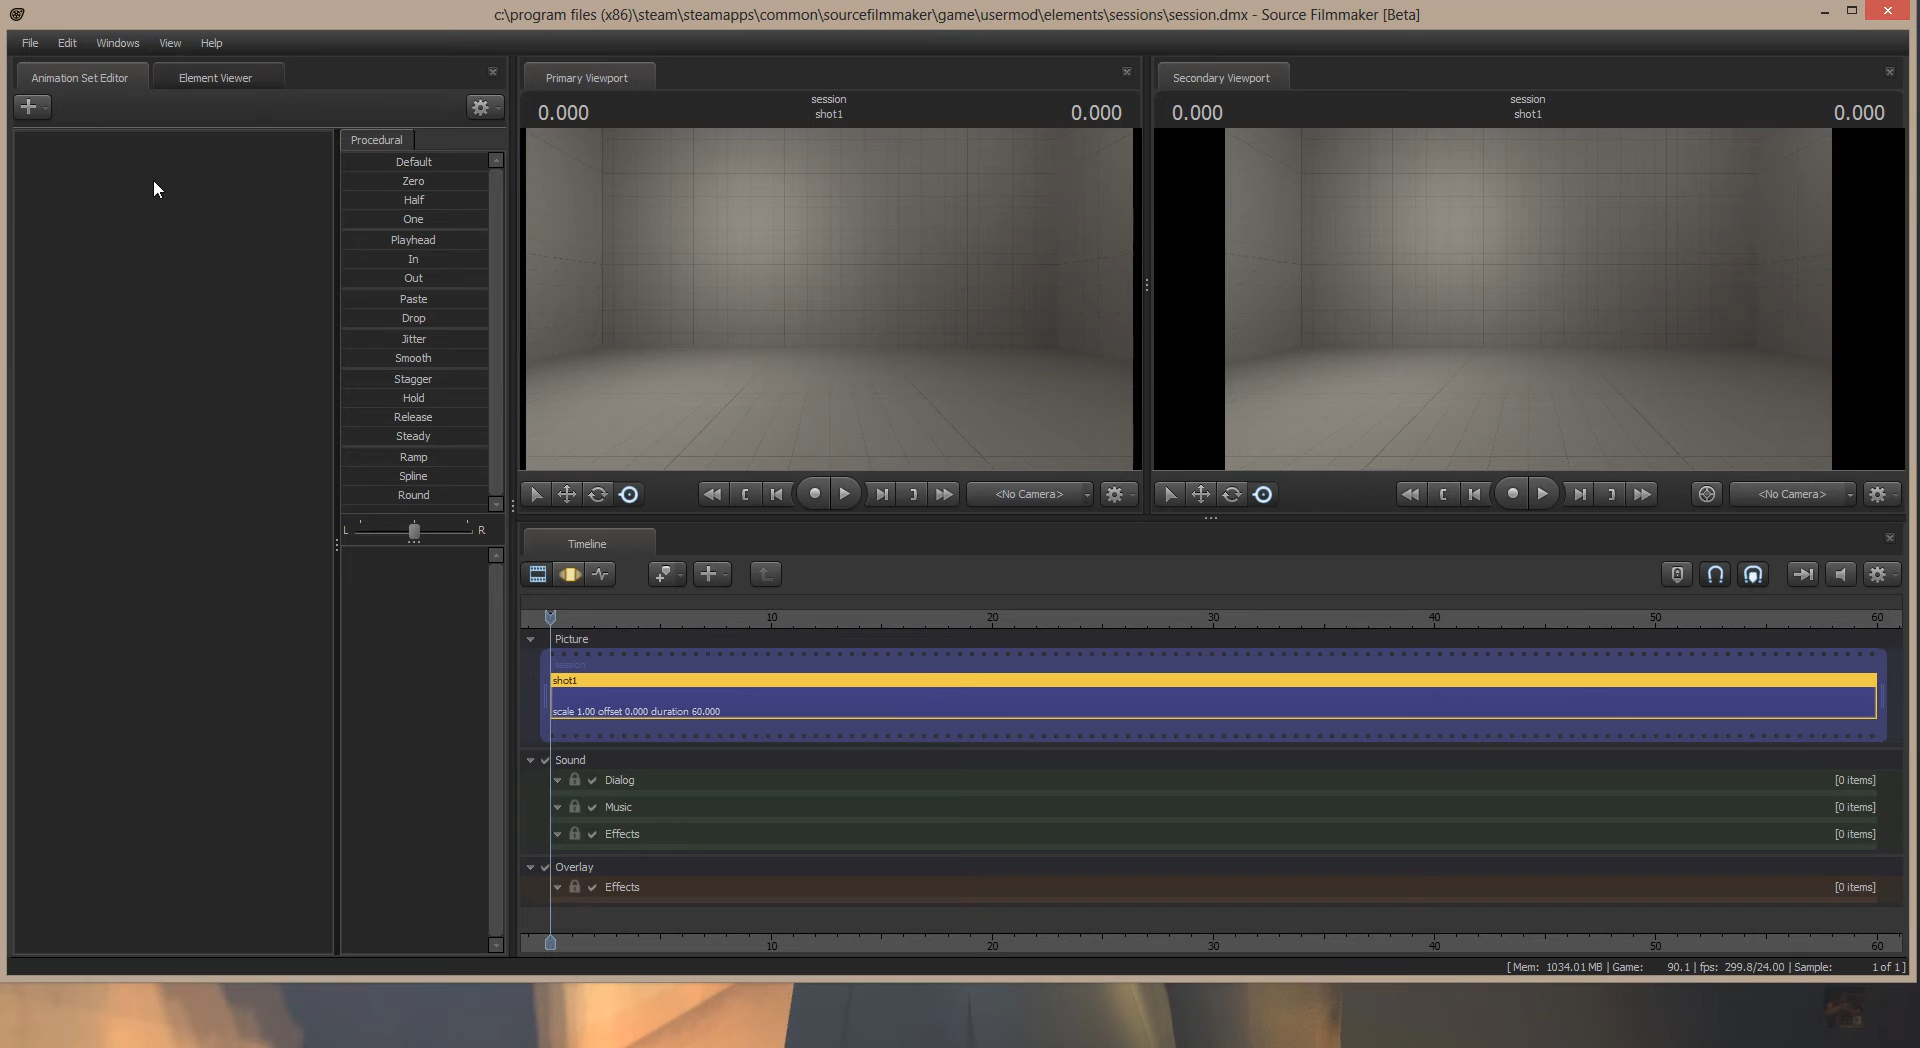 c:\program files (x86)\steam\steamapps\common\sourcefilmmaker\game\usermod\elements\sessions\session.dmx - Source Filmmaker [Beta]
File Edit Windows View Help
Animation Set Editor Element Viewer
Procedural
Default
Zero
Half
One
Playhead
In
Out
Paste
Drop
Jitter
Smooth
Stagger
Hold
Release
Steady
Ramp
Spline
Round
L R
Primary Viewport
session
0.000 shot1 0.000
<No Camera>
Secondary Viewport
session
0.000 shot1 0.000
<No Camera>
Timeline
10 20 30 40 50 60
Picture
session
shot1
scale 1.00 offset 0.000 duration 60.000
Sound
Dialog [0 items]
Music [0 items]
Effects [0 items]
Overlay
Effects [0 items]
10 20 30 40 50 60
[ Mem: 1034.01 MB | Game: 90.1 | fps: 299.8/24.00 | Sample: 1 of 1 ]